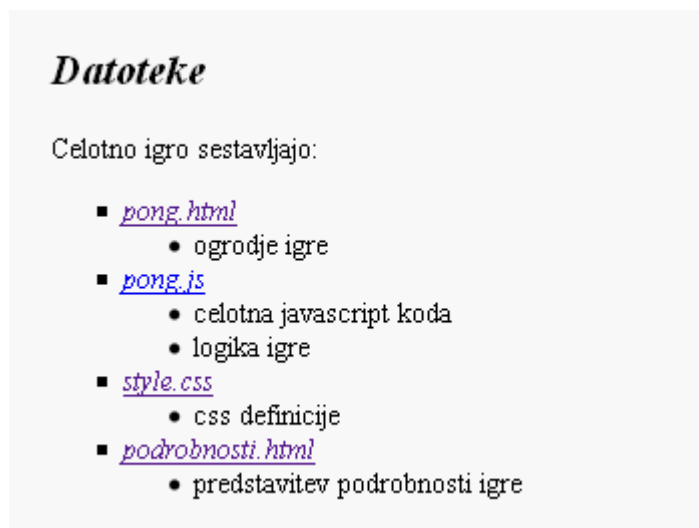 Datoteke
Celotno igro sestavljajo:
pong.html
ogrodje igre
pong.js
celotna javascript koda
logika igre
style.css
css definicije
podrobnosti.html
predstavitev podrobnosti igre